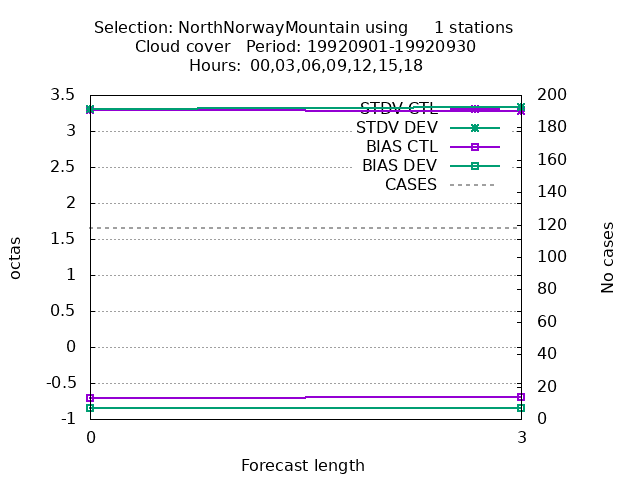 Selection: NorthNorwayMountain using 1 stations
Cloud cover Period: 19920901-19920930
Hours: 00,03,06,09,12,15,18
3.5
3
2.5
2
1.5
1
0.5
0
-0.5
-1
200
180
160
140
120
100
80
60
40
20
0
STDV CTL
STDV DEV
BIAS CTL
BIAS DEV
CASES
octas
No cases
0 3
Forecast length